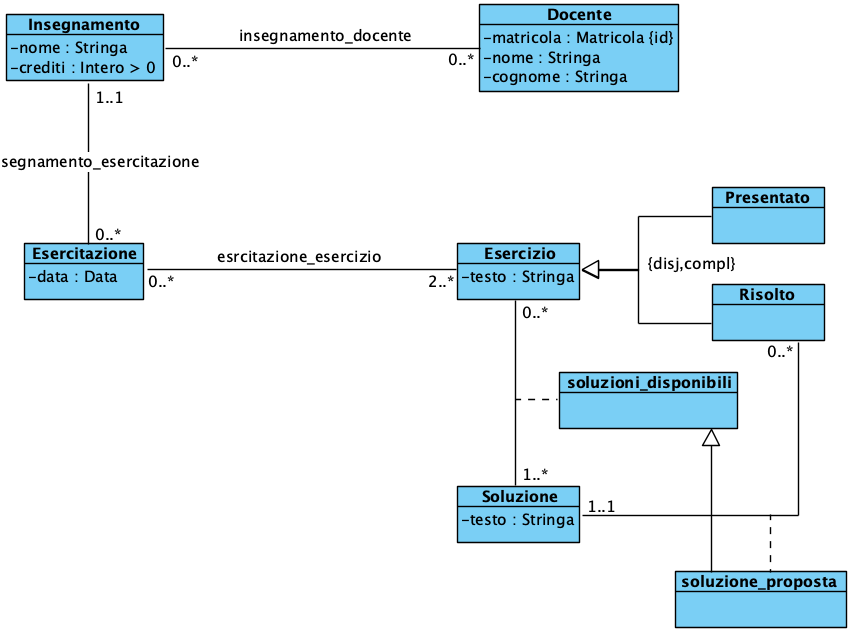 Insegnamento
-nome : Stringa
-crediti : Intero > 0
insegnamento_docente
0..*
0..*
Docente
-matricola : Matricola {id}
-nome : Stringa
-cognome : Stringa
1..1
segnamento_esercitazione
0..*
Esercitazione
-data : Data
0..*
esrcitazione_esercizio
2..*
Esercizio
-testo : Stringa
{disj,compl}
Presentato
Risolto
0..*
0..*
soluzioni_disponibili
1..*
Soluzione
-testo : Stringa
1..1
soluzione_proposta